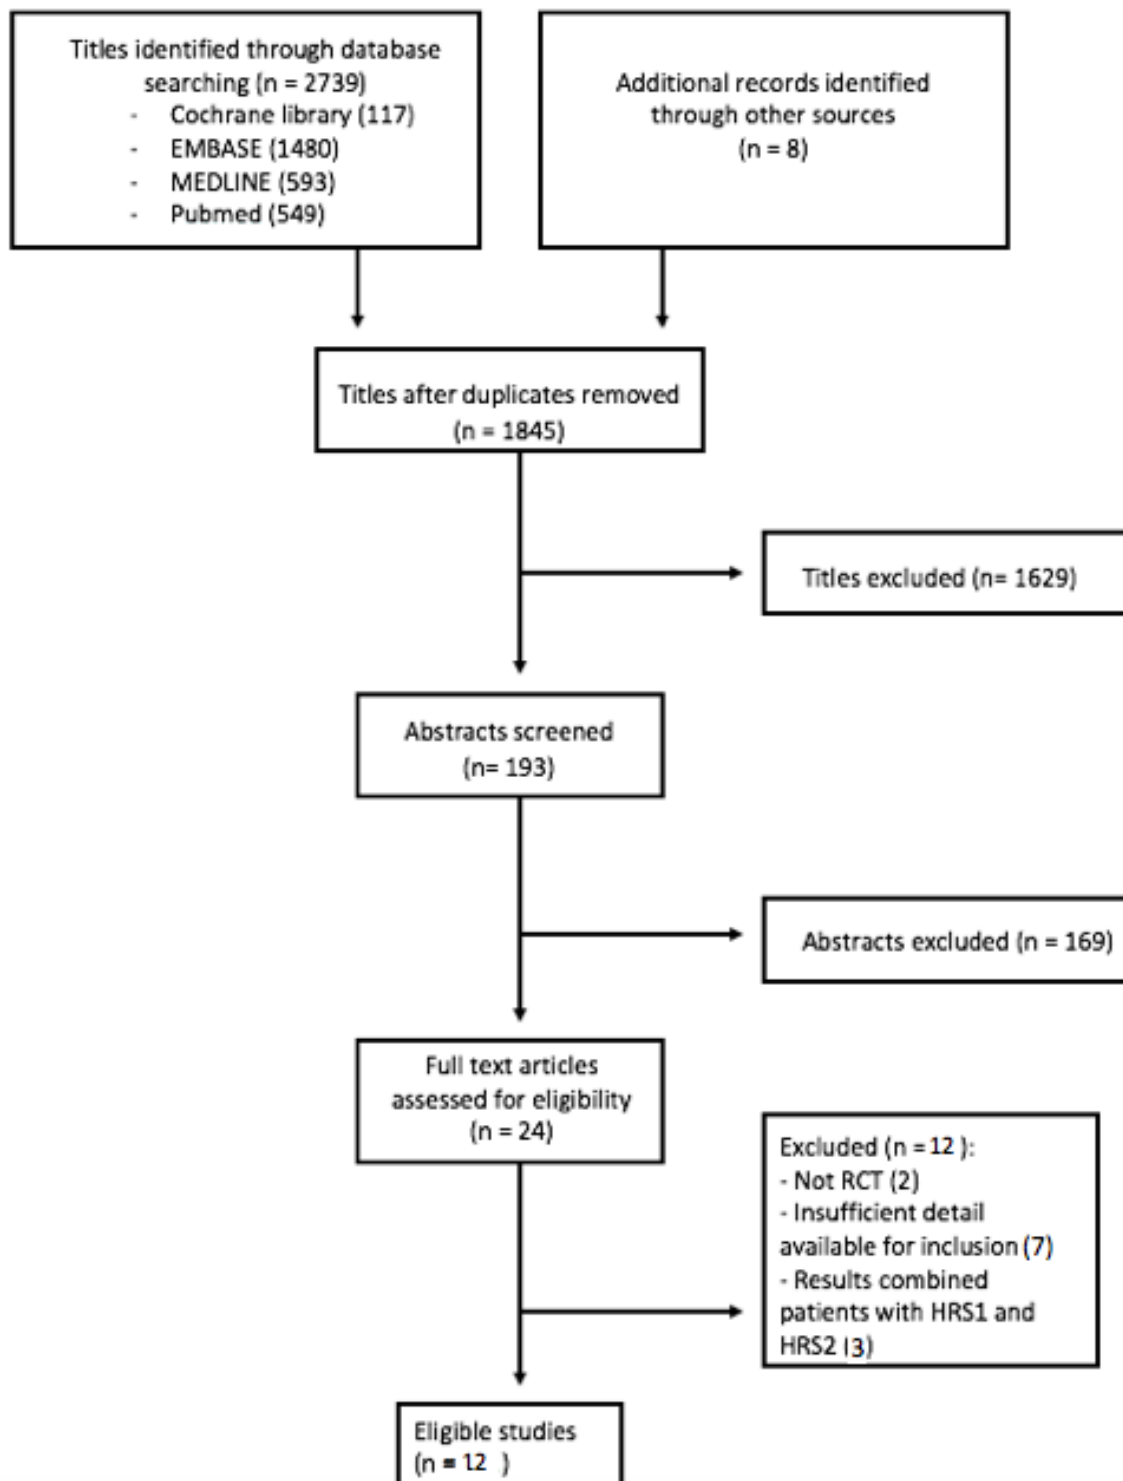 Titles identified through database
searching (n = 2739)
- Cochrane library (117)
- EMBASE (1480)
- MEDLINE (593)
- Pubmed (549)
Additional records identified
through other sources
(n = 8)
Titles after duplicates removed
(n = 1845)
Titles excluded (n= 1629)
Abstracts screened
(n= 193)
Abstracts excluded (n = 169)
Full text articles
assessed for eligibility
(n = 24)
Excluded (n = 12 ):
- Not RCT (2)
- Insufficient detail
available for inclusion (7)
- Results combined
patients with HRS1 and
HRS2 (3)
Eligible studies
(n = 12 )